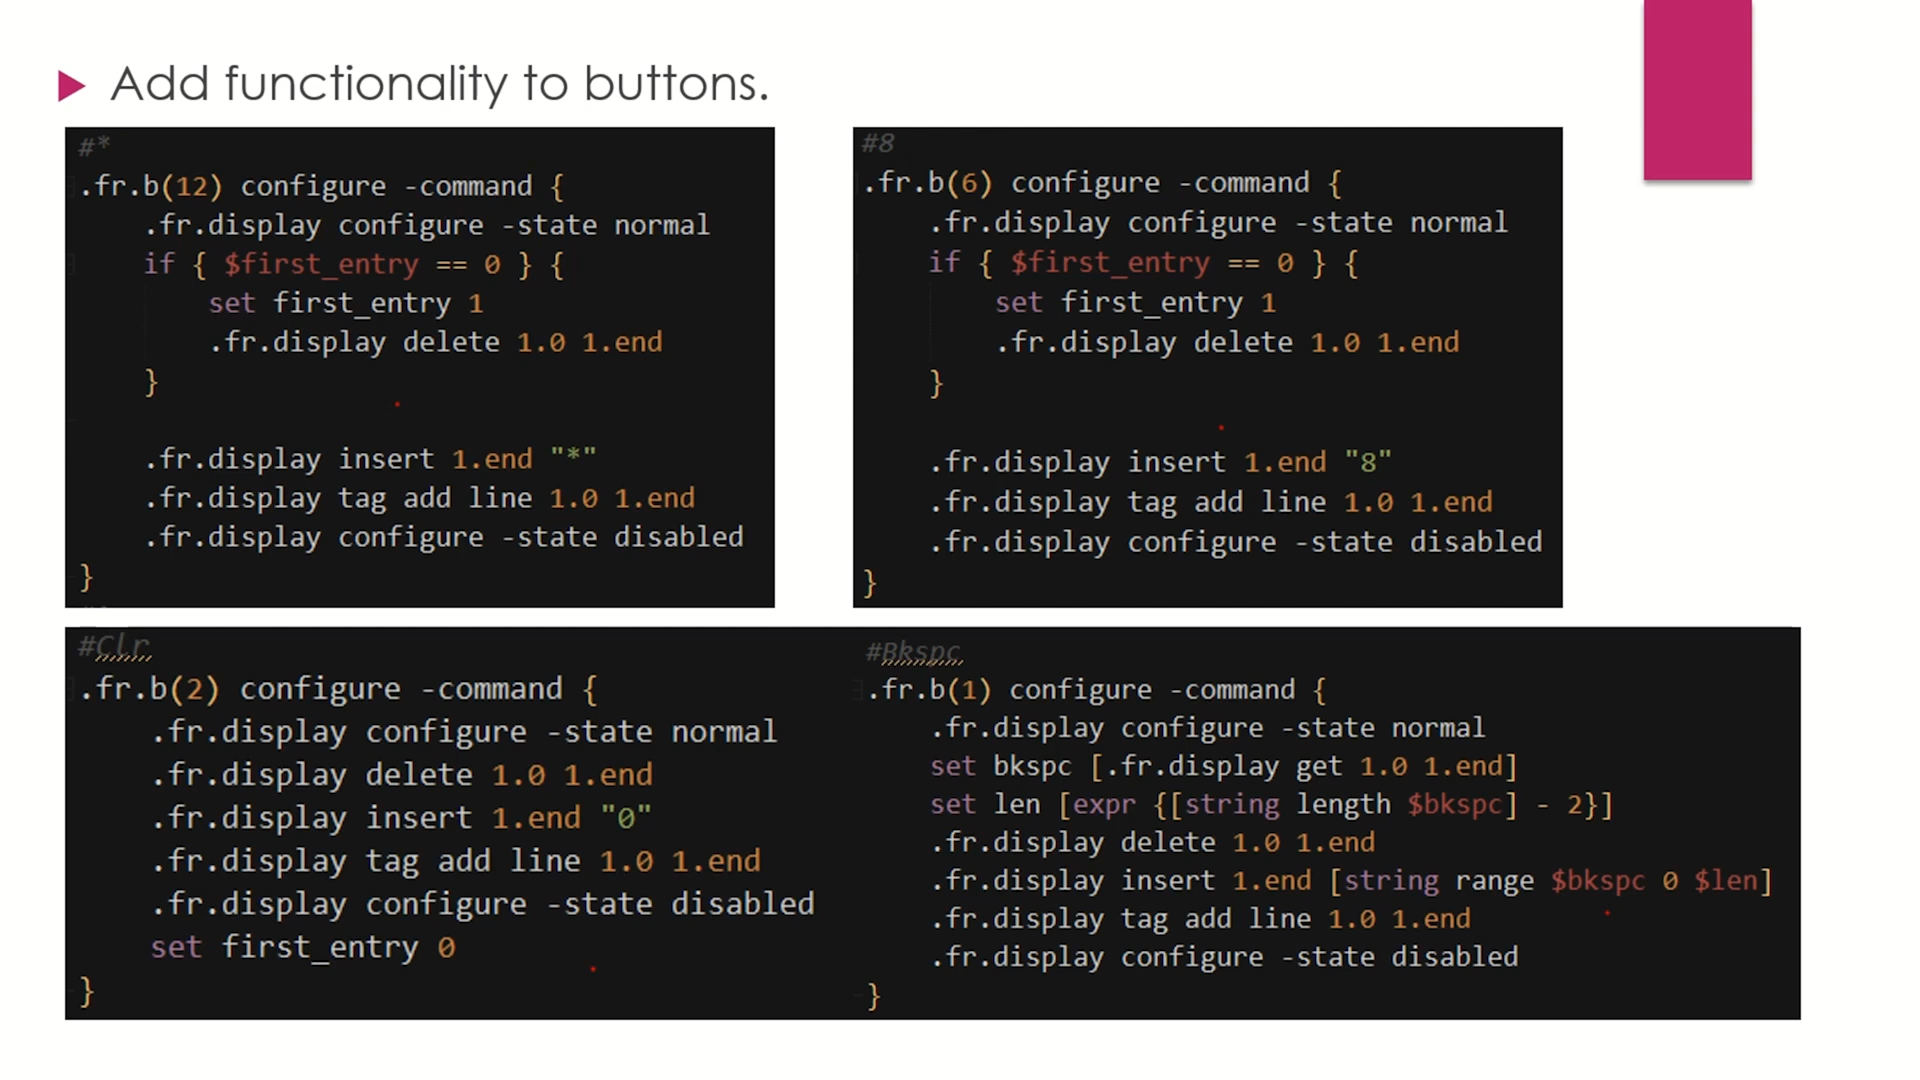 Add functionality to buttons.
#*
.fr.b(12) configure -command {
.fr.display configure -state normal
if { $first_entry == 0 } {
set first_entry 1
.fr.display delete 1.0 1.end
}
.fr.display insert 1.end "*"
.fr.display tag add line 1.0 1.end
.fr.display configure -state disabled
}
#8
.fr.b(6) configure -command {
.fr.display configure -state normal
if { $first_entry == 0 } {
set first_entry 1
.fr.display delete 1.0 1.end
}
.fr.display insert 1.end "8"
.fr.display tag add line 1.0 1.end
.fr.display configure -state disabled
}
#Clr
.fr.b(2) configure -command {
.fr.display configure -state normal
.fr.display delete 1.0 1.end
.fr.display insert 1.end "0"
.fr.display tag add line 1.0 1.end
.fr.display configure -state disabled
set first_entry 0
}
#Bkspc
.fr.b(1) configure -command {
.fr.display configure -state normal
set bkspc [.fr.display get 1.0 1.end]
set len [expr {[string length $bkspc] - 2}]
.fr.display delete 1.0 1.end
.fr.display insert 1.end [string range $bkspc 0 $len]
.fr.display tag add line 1.0 1.end
.fr.display configure -state disabled
}